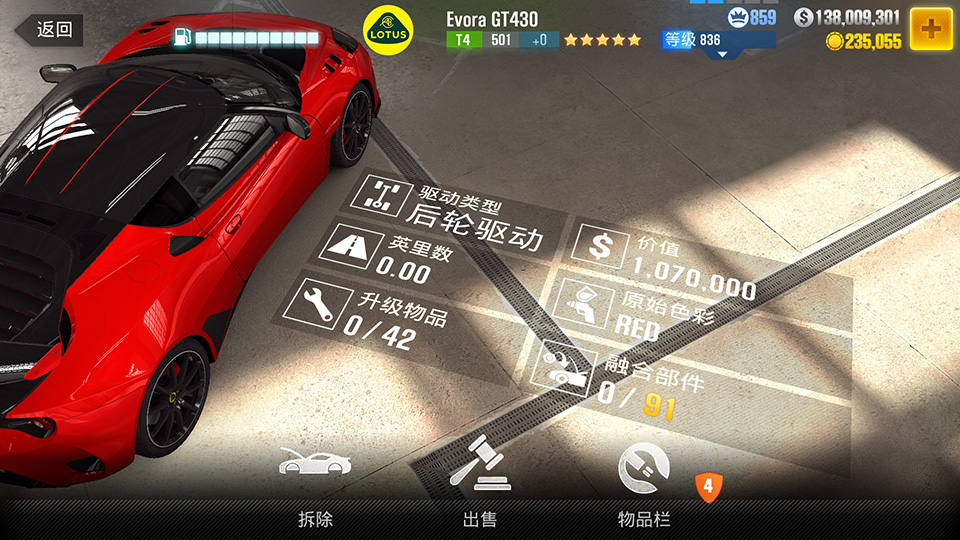 返回
LOTUS
Evora GT430
T4 501 +0
859
138,009,301
等级 836
235,055
驱动类型
后轮驱动
英里数
0.00
升级物品
0/42
价值
1,070,000
原始色彩
RED
融合部件
0/91
拆除
出售
物品栏
4